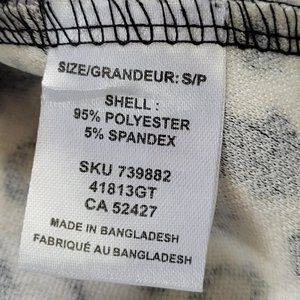 SIZE/GRANDEUR: S/P
SHELL :
95% POLYESTER
5% SPANDEX
SKU 739882
41813GT
CA 52427
MADE IN BANGLADESH
FABRIQUÉ AU BANGLADESH